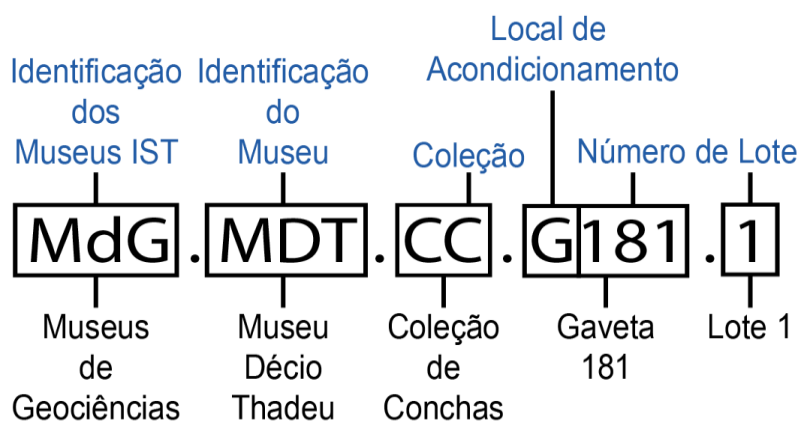 Local de
Acondicionamento
Identificação
dos
Museus IST
Identificação
do
Museu
Coleção
Número de Lote
MdG.MDT.CC.G181.1
Museus
de
Geociências
Museu
Décio
Thadeu
Coleção
de
Conchas
Gaveta
181
Lote 1